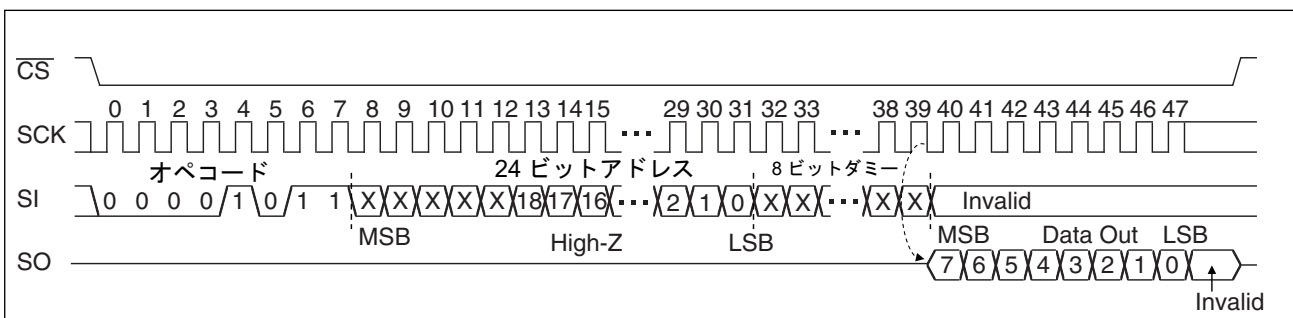 CS
0 1 2 3 4 5 6 7 8 9 10 11 12 13 14 15 29 30 31 32 33 38 39 40 41 42 43 44 45 46 47
SCK
オペコード 24 ビットアドレス 8 ビットダミー
SI 0 0 0 0 1 0 1 1 X X X X X 18 17 16 2 1 0 X X X X Invalid
MSB High-Z LSB MSB Data Out LSB
SO 7 6 5 4 3 2 1 0
Invalid